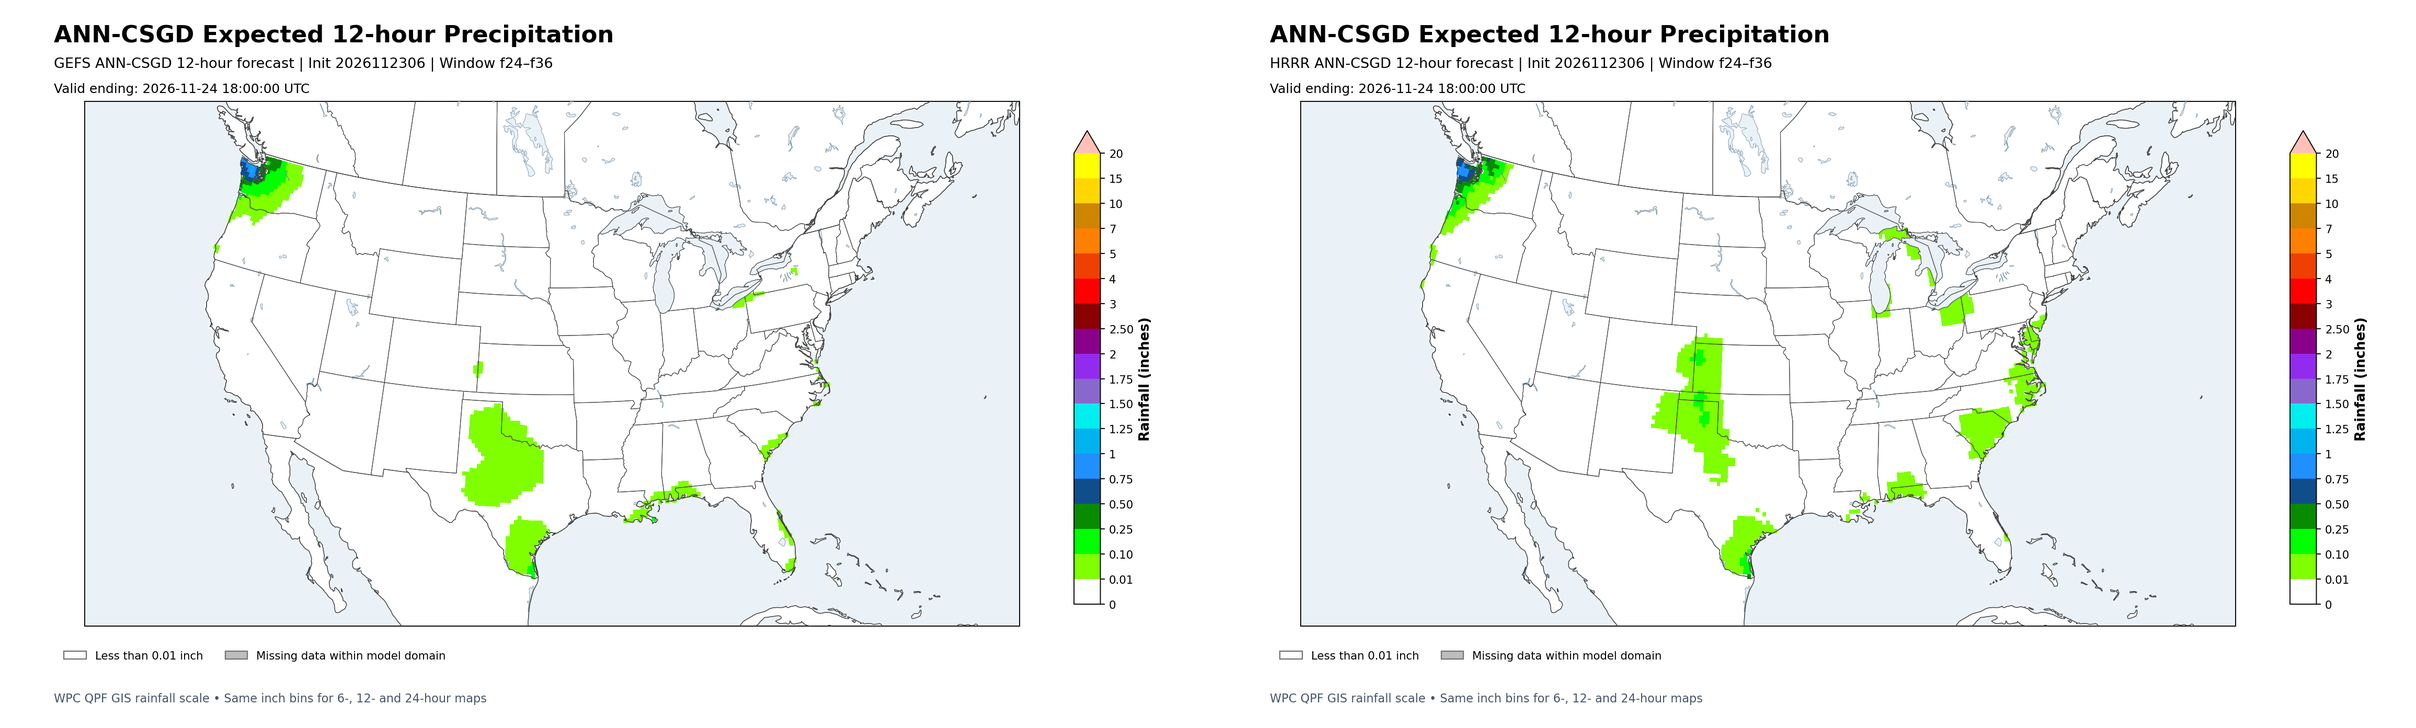 ANN-CSGD Expected 12-hour Precipitation
GEFS ANN-CSGD 12-hour forecast | Init 2026112306 | Window f24–f36
Valid ending: 2026-11-24 18:00:00 UTC
20
15
10
7
5
4
3
2.50
2
1.75
1.50
1.25
1
0.75
0.50
0.25
0.10
0.01
0
Rainfall (inches)
Less than 0.01 inch
Missing data within model domain
WPC QPF GIS rainfall scale • Same inch bins for 6-, 12- and 24-hour maps
ANN-CSGD Expected 12-hour Precipitation
HRRR ANN-CSGD 12-hour forecast | Init 2026112306 | Window f24–f36
Valid ending: 2026-11-24 18:00:00 UTC
20
15
10
7
5
4
3
2.50
2
1.75
1.50
1.25
1
0.75
0.50
0.25
0.10
0.01
0
Rainfall (inches)
Less than 0.01 inch
Missing data within model domain
WPC QPF GIS rainfall scale • Same inch bins for 6-, 12- and 24-hour maps